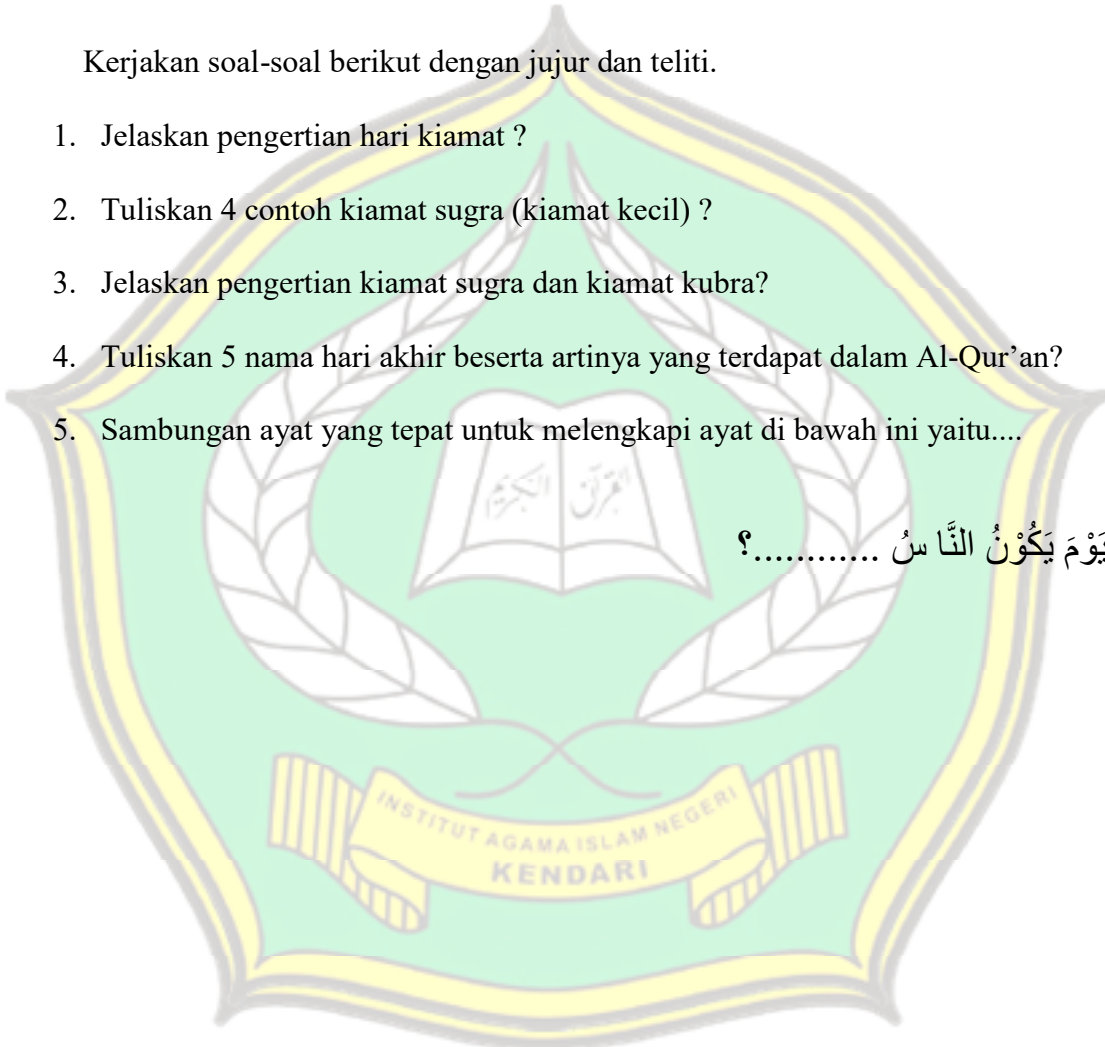 Kerjakan soal-soal berikut dengan jujur dan teliti.
1. Jelaskan pengertian hari kiamat ?
2. Tuliskan 4 contoh kiamat sugra (kiamat kecil) ?
3. Jelaskan pengertian kiamat sugra dan kiamat kubra?
4. Tuliskan 5 nama hari akhir beserta artinya yang terdapat dalam Al-Qur’an?
5. Sambungan ayat yang tepat untuk melengkapi ayat di bawah ini yaitu....
القرآن الكريم
يَوْمَ يَكُوْنُ النَّا سُ ............؟
INSTITUT AGAMA ISLAM NEGERI
KENDARI